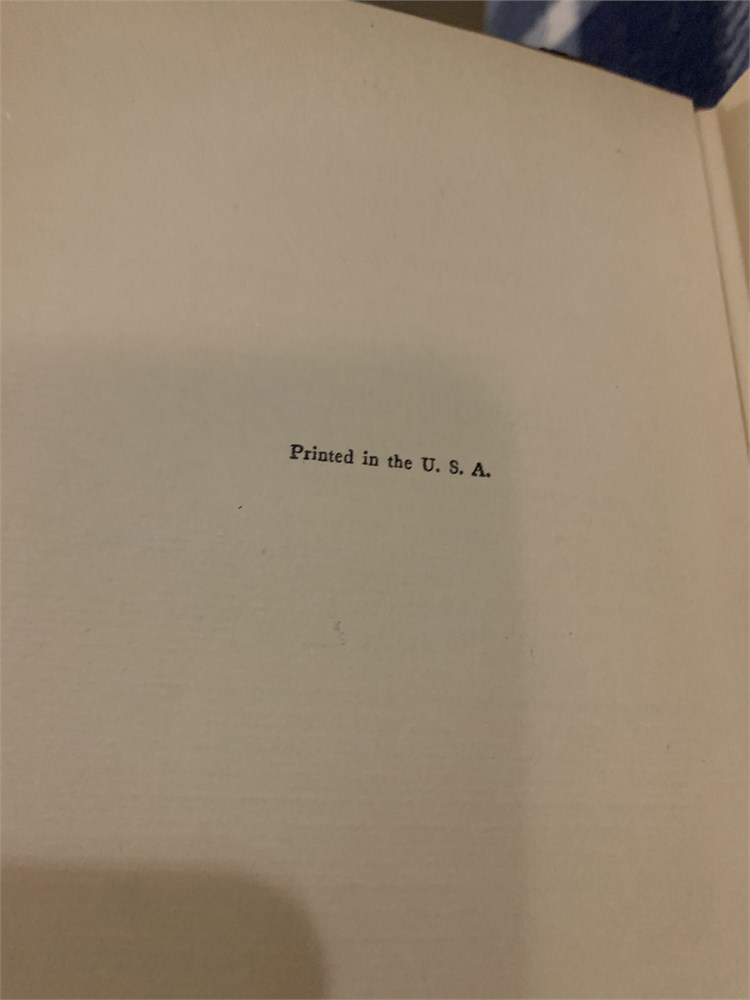 Printed in the U. S. A.